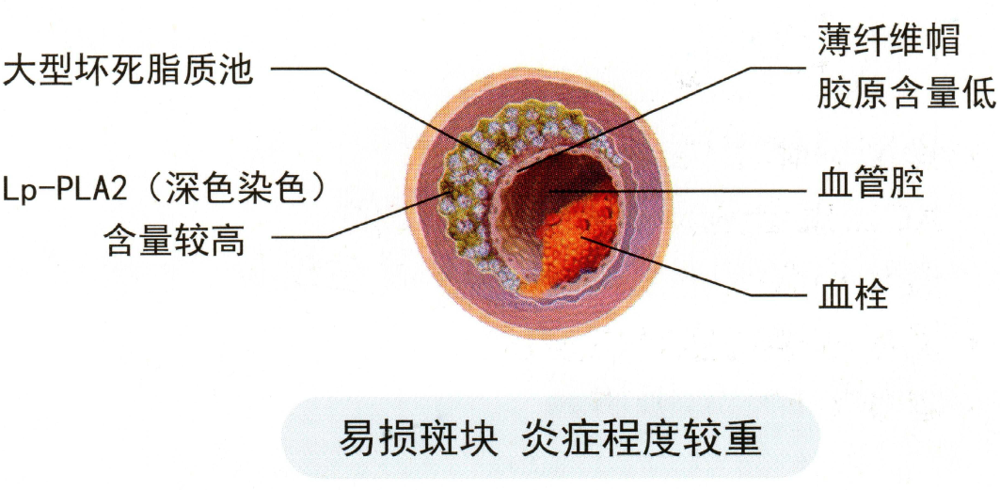 大型坏死脂质池
Lp-PLA2（深色染色）
含量较高
薄纤维帽
胶原含量低
血管腔
血栓
易损斑块 炎症程度较重